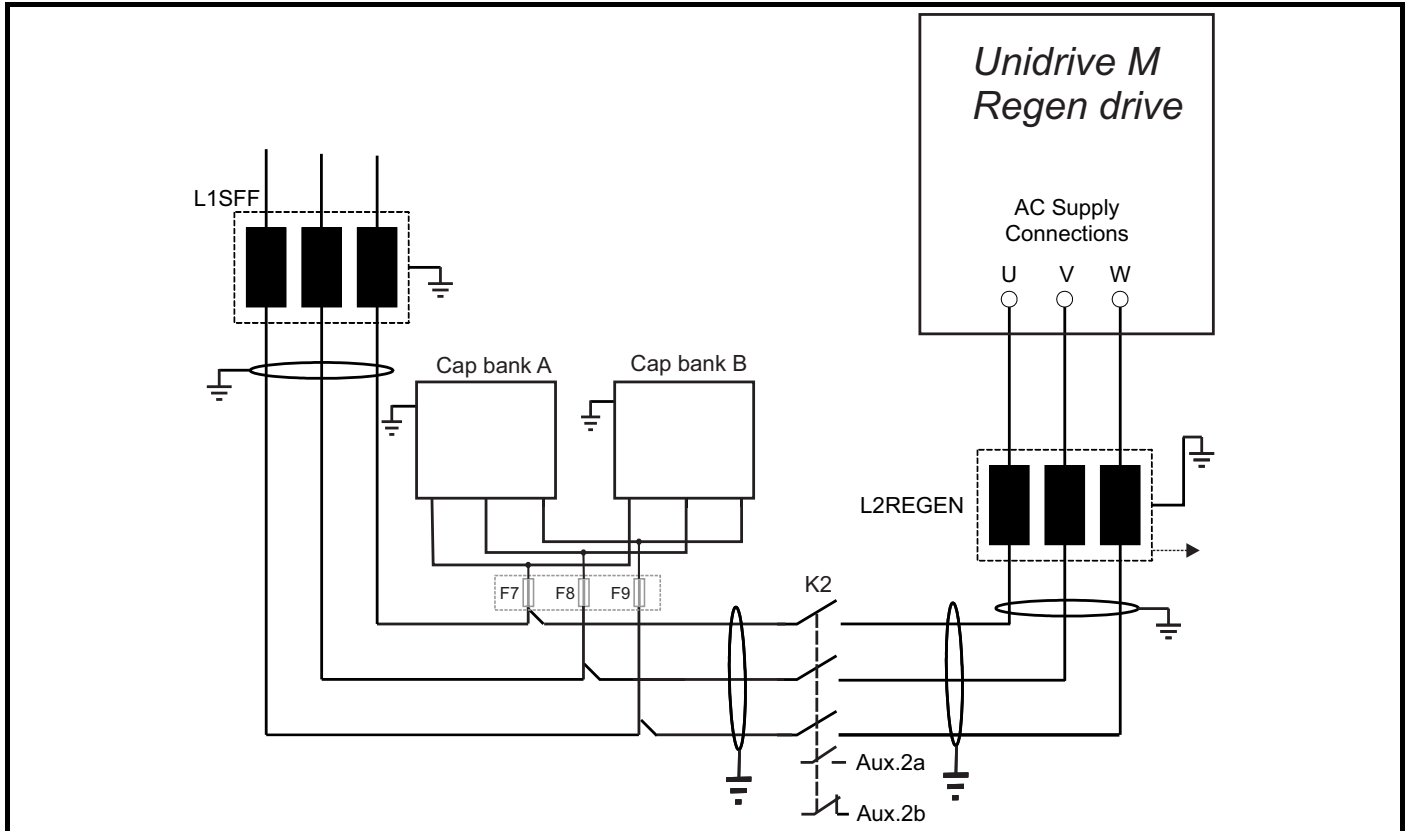 Unidrive M
Regen drive
L1SFF
AC Supply
Connections
U V W
Cap bank A
Cap bank B
L2REGEN
F7 F8 F9
K2
Aux.2a
Aux.2b